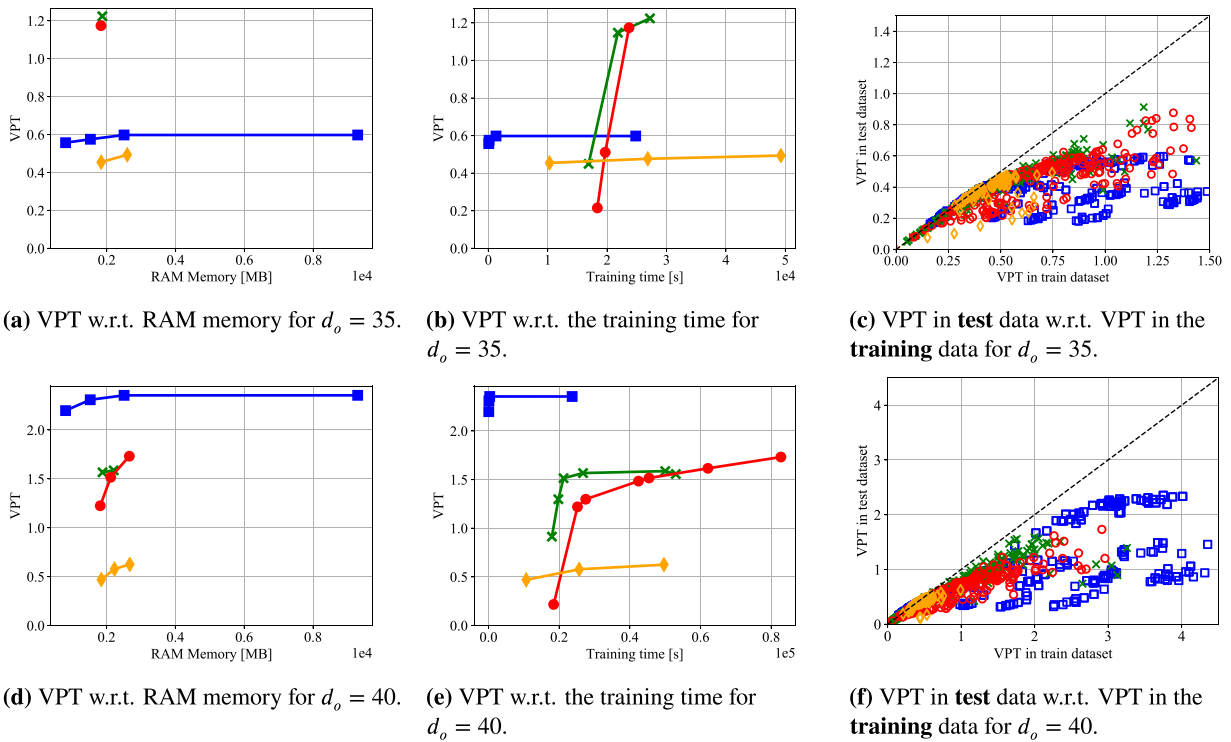 VPT
1.2
1.0
0.8
0.6
0.4
0.2
0.0
0.2 0.4 0.6 0.8
RAM Memory [MB]
1e4
(a) VPT w.r.t. RAM memory for d_o = 35.
VPT
1.2
1.0
0.8
0.6
0.4
0.2
0.0
0 1 2 3 4 5
Training time [s]
1e4
(b) VPT w.r.t. the training time for
d_o = 35.
VPT in test dataset
1.4
1.2
1.0
0.8
0.6
0.4
0.2
0.0
0.00 0.25 0.50 0.75 1.00 1.25 1.50
VPT in train dataset
(c) VPT in test data w.r.t. VPT in the
training data for d_o = 35.
VPT
2.0
1.5
1.0
0.5
0.0
0.2 0.4 0.6 0.8
RAM Memory [MB]
1e4
(d) VPT w.r.t. RAM memory for d_o = 40.
VPT
2.0
1.5
1.0
0.5
0.0
0.0 0.2 0.4 0.6 0.8
Training time [s]
1e5
(e) VPT w.r.t. the training time for
d_o = 40.
VPT in test dataset
4
3
2
1
0
0 1 2 3 4
VPT in train dataset
(f) VPT in test data w.r.t. VPT in the
training data for d_o = 40.